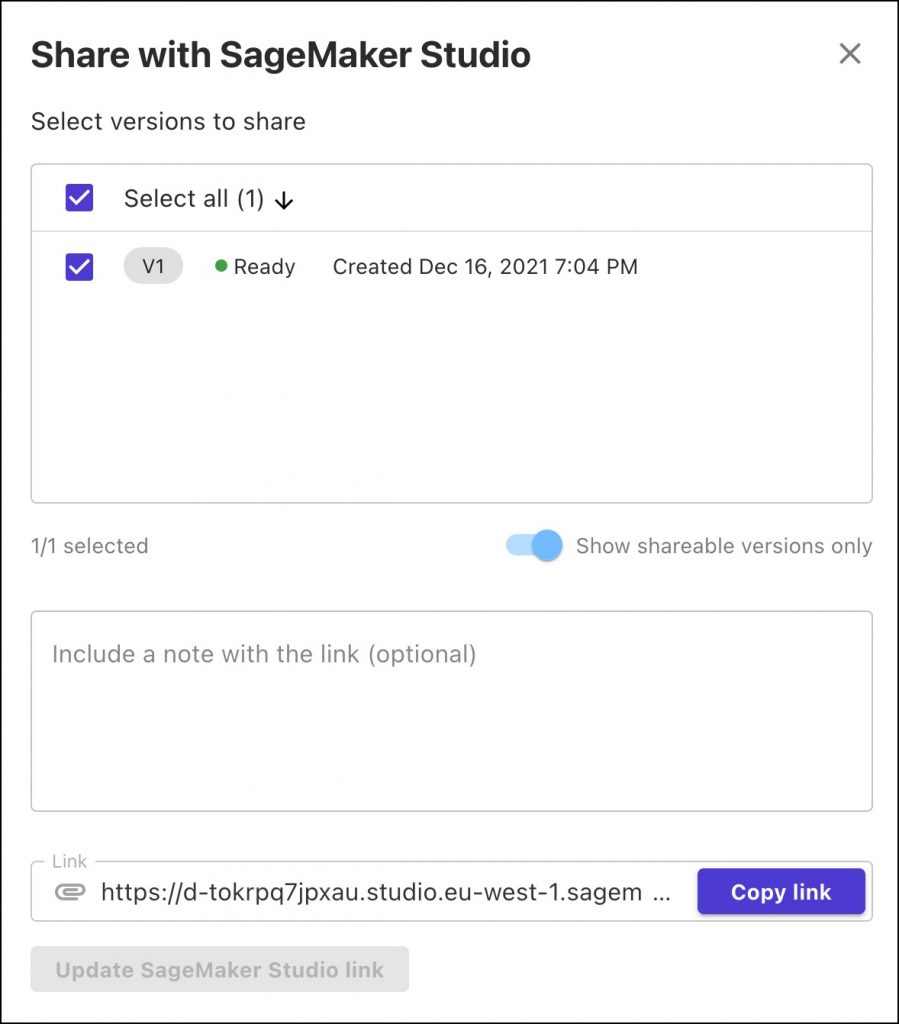 Share with SageMaker Studio
Select versions to share
Select all (1)
V1 Ready Created Dec 16, 2021 7:04 PM
1/1 selected Show shareable versions only
Include a note with the link (optional)
Link
https://d-tokrpq7jpxau.studio.eu-west-1.sagem ... Copy link
Update SageMaker Studio link